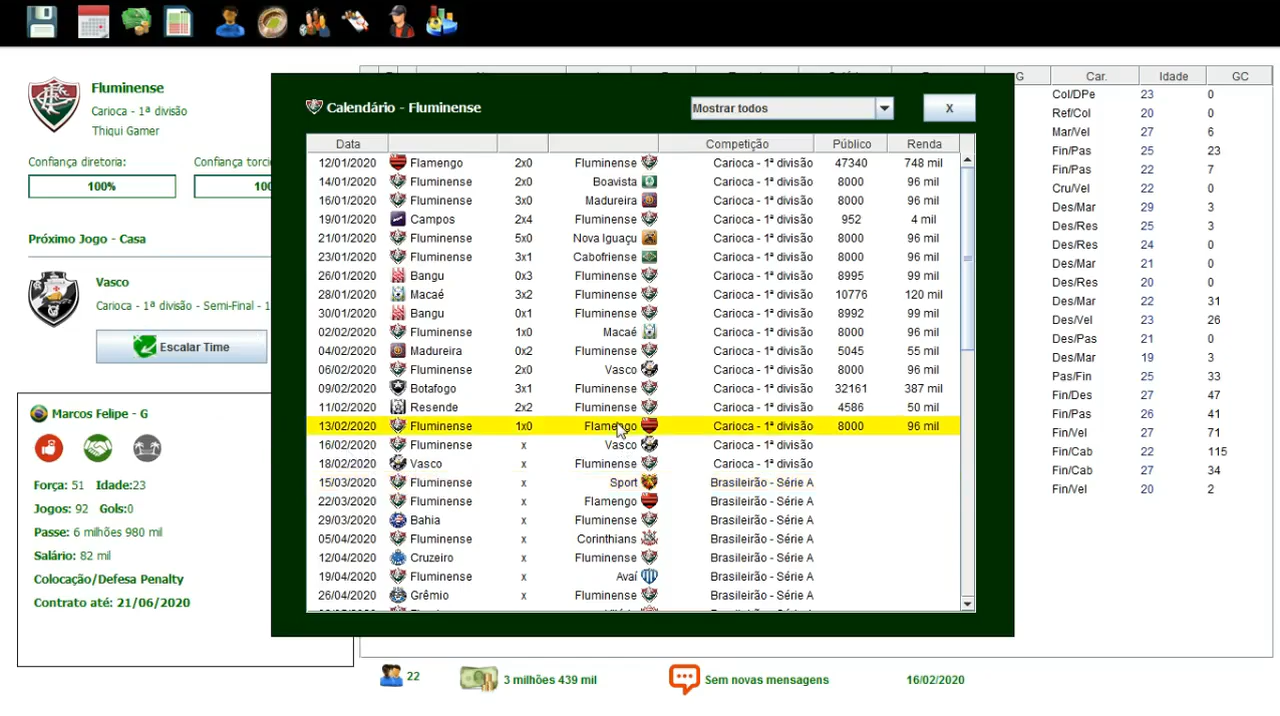 Fluminense
Carioca - 1ª divisão
Thiqui Gamer
Confiança diretoria:
Confiança torci
100%
100
Próximo Jogo - Casa
Vasco
Carioca - 1ª divisão - Semi-Final - 1
Escalar Time
Marcos Felipe - G
Força: 51 Idade:23
Jogos: 92 Gols:0
Passe: 6 milhões 980 mil
Salário: 82 mil
Colocação/Defesa Penalty
Contrato até: 21/06/2020
Calendário - Fluminense
Mostrar todos
X
Data Competição Público Renda
12/01/2020 Flamengo 2x0 Fluminense Carioca - 1ª divisão 47340 748 mil
14/01/2020 Fluminense 2x0 Boavista Carioca - 1ª divisão 8000 96 mil
16/01/2020 Fluminense 3x0 Madureira Carioca - 1ª divisão 8000 96 mil
19/01/2020 Campos 2x4 Fluminense Carioca - 1ª divisão 952 4 mil
21/01/2020 Fluminense 5x0 Nova Iguaçu Carioca - 1ª divisão 8000 96 mil
23/01/2020 Fluminense 3x1 Cabofriense Carioca - 1ª divisão 8000 96 mil
26/01/2020 Bangu 0x3 Fluminense Carioca - 1ª divisão 8995 99 mil
28/01/2020 Macaé 3x2 Fluminense Carioca - 1ª divisão 10776 120 mil
30/01/2020 Bangu 0x1 Fluminense Carioca - 1ª divisão 8992 99 mil
02/02/2020 Fluminense 1x0 Macaé Carioca - 1ª divisão 8000 96 mil
04/02/2020 Madureira 0x2 Fluminense Carioca - 1ª divisão 5045 55 mil
06/02/2020 Fluminense 2x0 Vasco Carioca - 1ª divisão 8000 96 mil
09/02/2020 Botafogo 3x1 Fluminense Carioca - 1ª divisão 32161 387 mil
11/02/2020 Resende 2x2 Fluminense Carioca - 1ª divisão 4586 50 mil
13/02/2020 Fluminense 1x0 Flamengo Carioca - 1ª divisão 8000 96 mil
16/02/2020 Fluminense x Vasco Carioca - 1ª divisão
18/02/2020 Vasco x Fluminense Carioca - 1ª divisão
15/03/2020 Fluminense x Sport Brasileirão - Série A
22/03/2020 Fluminense x Flamengo Brasileirão - Série A
29/03/2020 Bahia x Fluminense Brasileirão - Série A
05/04/2020 Fluminense x Corinthians Brasileirão - Série A
12/04/2020 Cruzeiro x Fluminense Brasileirão - Série A
19/04/2020 Fluminense x Avaí Brasileirão - Série A
26/04/2020 Grêmio x Fluminense Brasileirão - Série A
G Car. Idade GC
Col/DPe 23 0
Ref/Col 20 0
Mar/Vel 27 6
Fin/Pas 25 23
Fin/Pas 22 7
Cru/Vel 22 0
Des/Mar 29 3
Des/Res 25 3
Des/Res 24 0
Des/Mar 21 0
Des/Res 20 0
Des/Mar 22 31
Des/Vel 23 26
Des/Pas 21 0
Des/Mar 19 3
Pas/Fin 25 33
Fin/Des 27 47
Fin/Pas 26 41
Fin/Vel 27 71
Fin/Cab 22 115
Fin/Cab 27 34
Fin/Vel 20 2
22
3 milhões 439 mil
Sem novas mensagens
16/02/2020